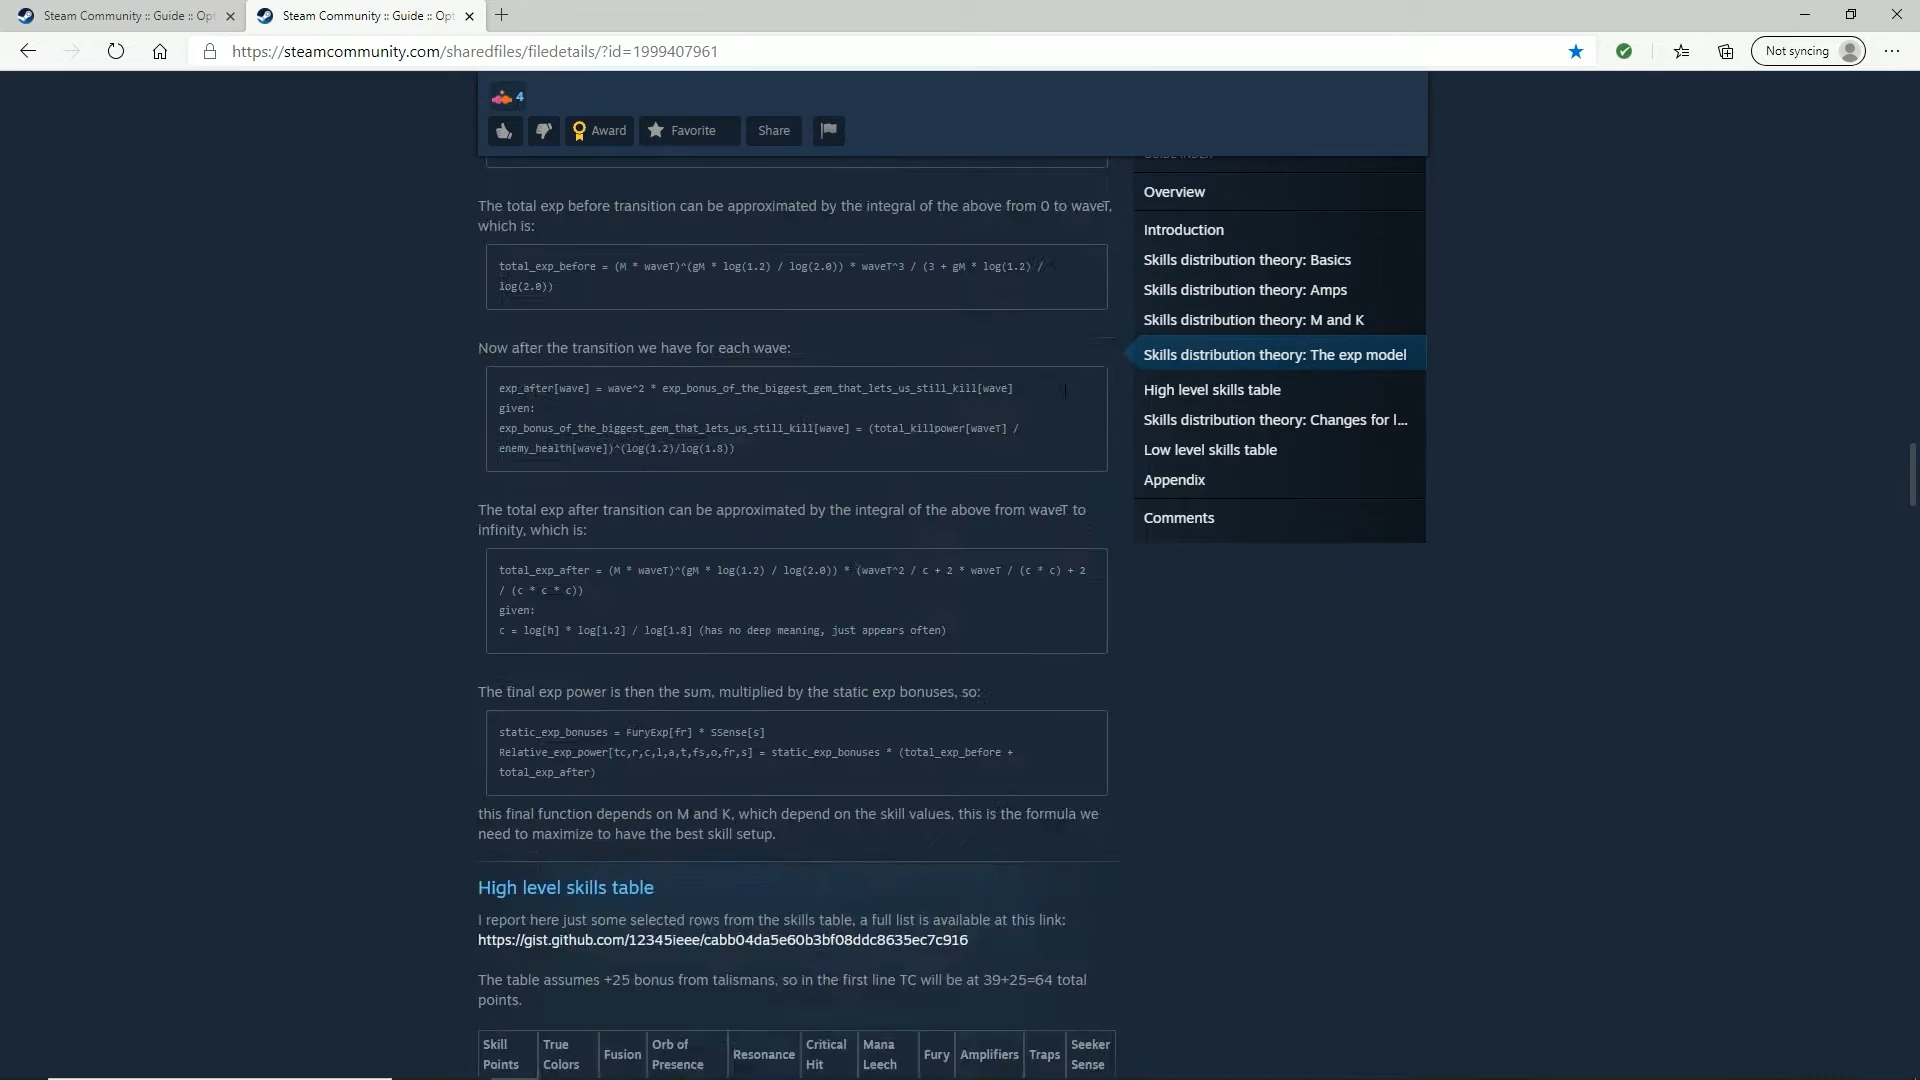 Steam Community :: Guide :: Opt
Steam Community :: Guide :: Opt
https://steamcommunity.com/sharedfiles/filedetails/?id=1999407961
Not syncing
4
Award
Favorite
Share
GUIDE INDEX
Overview
Introduction
Skills distribution theory: Basics
Skills distribution theory: Amps
Skills distribution theory: M and K
Skills distribution theory: The exp model
High level skills table
Skills distribution theory: Changes for l...
Low level skills table
Appendix
Comments
The total exp before transition can be approximated by the integral of the above from 0 to waveT,
which is:
total_exp_before = (M * waveT)^(gM * log(1.2) / log(2.0)) * waveT^3 / (3 + gM * log(1.2) /
log(2.0))
Now after the transition we have for each wave:
exp_after[wave] = wave^2 * exp_bonus_of_the_biggest_gem_that_lets_us_still_kill[wave]
given:
exp_bonus_of_the_biggest_gem_that_lets_us_still_kill[wave] = (total_killpower[waveT] /
enemy_health[wave])^(log(1.2)/log(1.8))
The total exp after transition can be approximated by the integral of the above from waveT to
infinity, which is:
total_exp_after = (M * waveT)^(gM * log(1.2) / log(2.0)) * (waveT^2 / c + 2 * waveT / (c * c) + 2
/ (c * c * c))
given:
c = log[h] * log[1.2] / log[1.8] (has no deep meaning, just appears often)
The final exp power is then the sum, multiplied by the static exp bonuses, so:
static_exp_bonuses = FuryExp[fr] * SSense[s]
Relative_exp_power[tc,r,c,l,a,t,fs,o,fr,s] = static_exp_bonuses * (total_exp_before +
total_exp_after)
this final function depends on M and K, which depend on the skill values, this is the formula we
need to maximize to have the best skill setup.
High level skills table
I report here just some selected rows from the skills table, a full list is available at this link:
https://gist.github.com/12345ieee/cabb04da5e60b3bf08ddc8635ec7c916
The table assumes +25 bonus from talismans, so in the first line TC will be at 39+25=64 total
points.
Skill Points
True Colors
Fusion
Orb of Presence
Resonance
Critical Hit
Mana Leech
Fury
Amplifiers
Traps
Seeker Sense